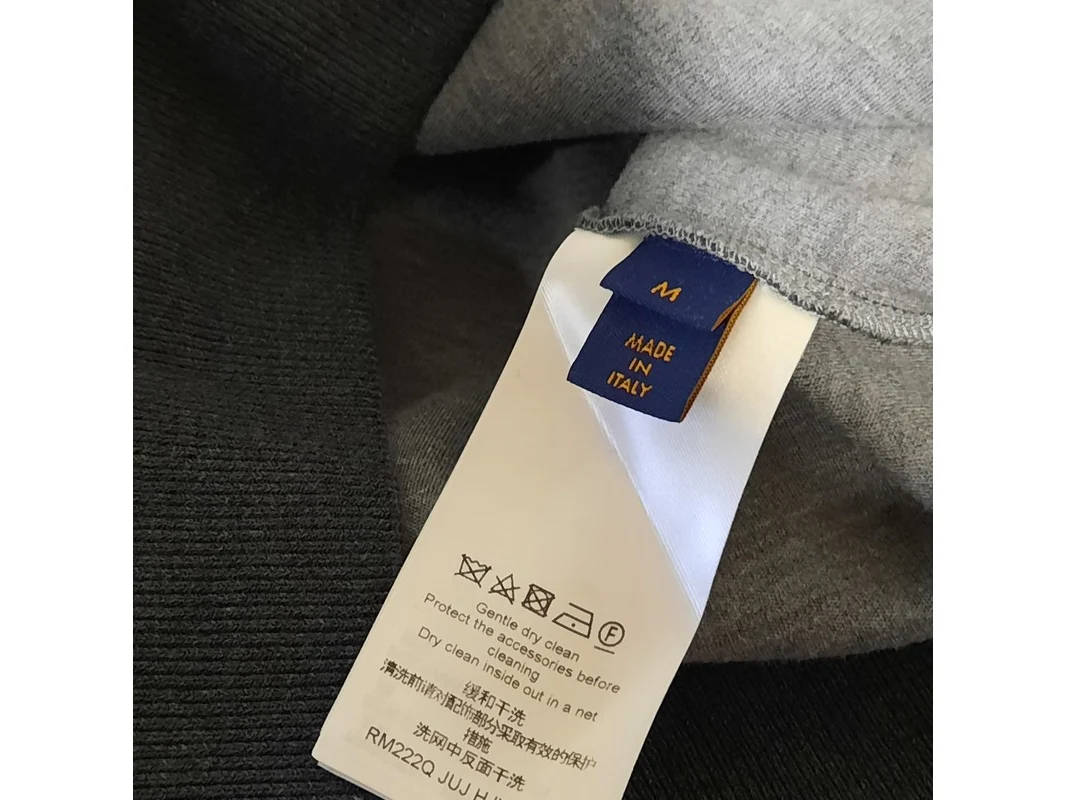 M
MADE
IN
ITALY
F
Gentle dry clean
Protect the accessories before
cleaning
Dry clean inside out in a net
缓和干洗
清洗前请对配饰部分采取有效的保护
措施
洗网中反面干洗
RM222Q JUJ